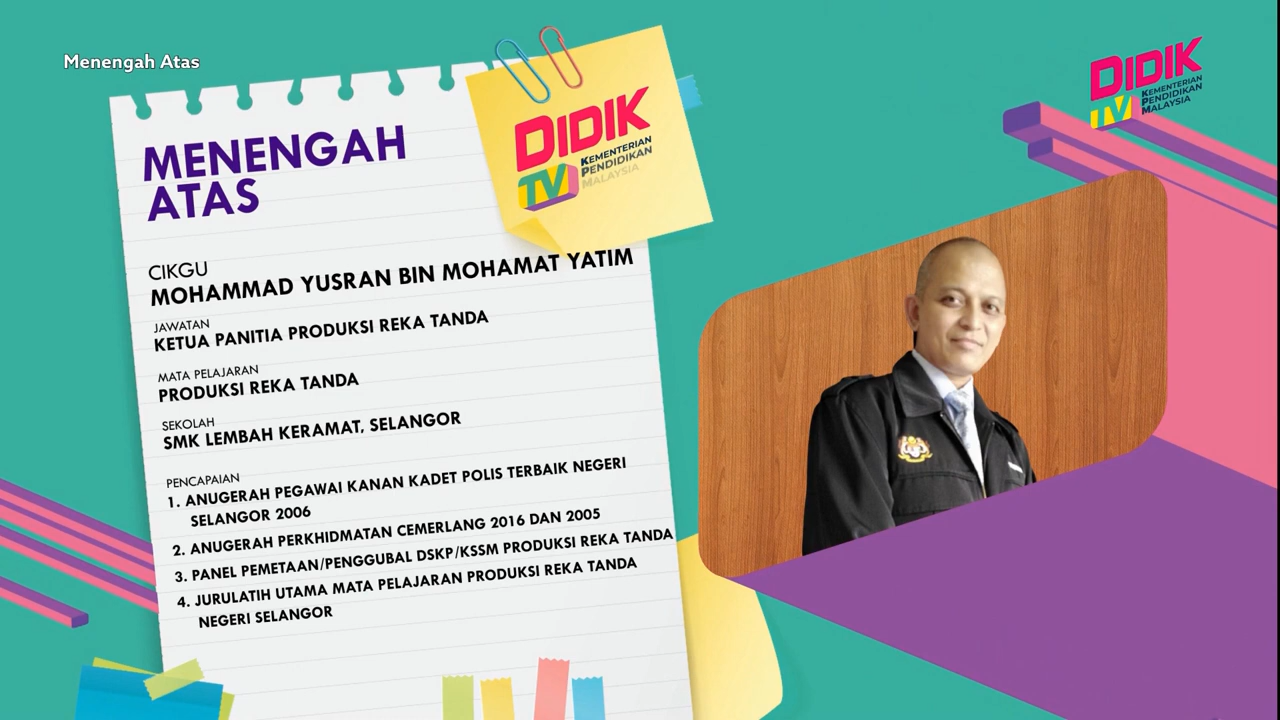 Menengah Atas
MENENGAH
ATAS
DIDIK
TV
KEMENTERIAN
PENDIDIKAN
MALAYSIA
DIDIK
TV
KEMENTERIAN
PENDIDIKAN
MALAYSIA
CIKGU
MOHAMMAD YUSRAN BIN MOHAMAT YATIM
JAWATAN
KETUA PANITIA PRODUKSI REKA TANDA
MATA PELAJARAN
PRODUKSI REKA TANDA
SEKOLAH
SMK LEMBAH KERAMAT, SELANGOR
PENCAPAIAN
1. ANUGERAH PEGAWAI KANAN KADET POLIS TERBAIK NEGERI
SELANGOR 2006
2. ANUGERAH PERKHIDMATAN CEMERLANG 2016 DAN 2005
3. PANEL PEMETAAN/PENGGUBAL DSKP/KSSM PRODUKSI REKA TANDA
4. JURULATIH UTAMA MATA PELAJARAN PRODUKSI REKA TANDA
NEGERI SELANGOR